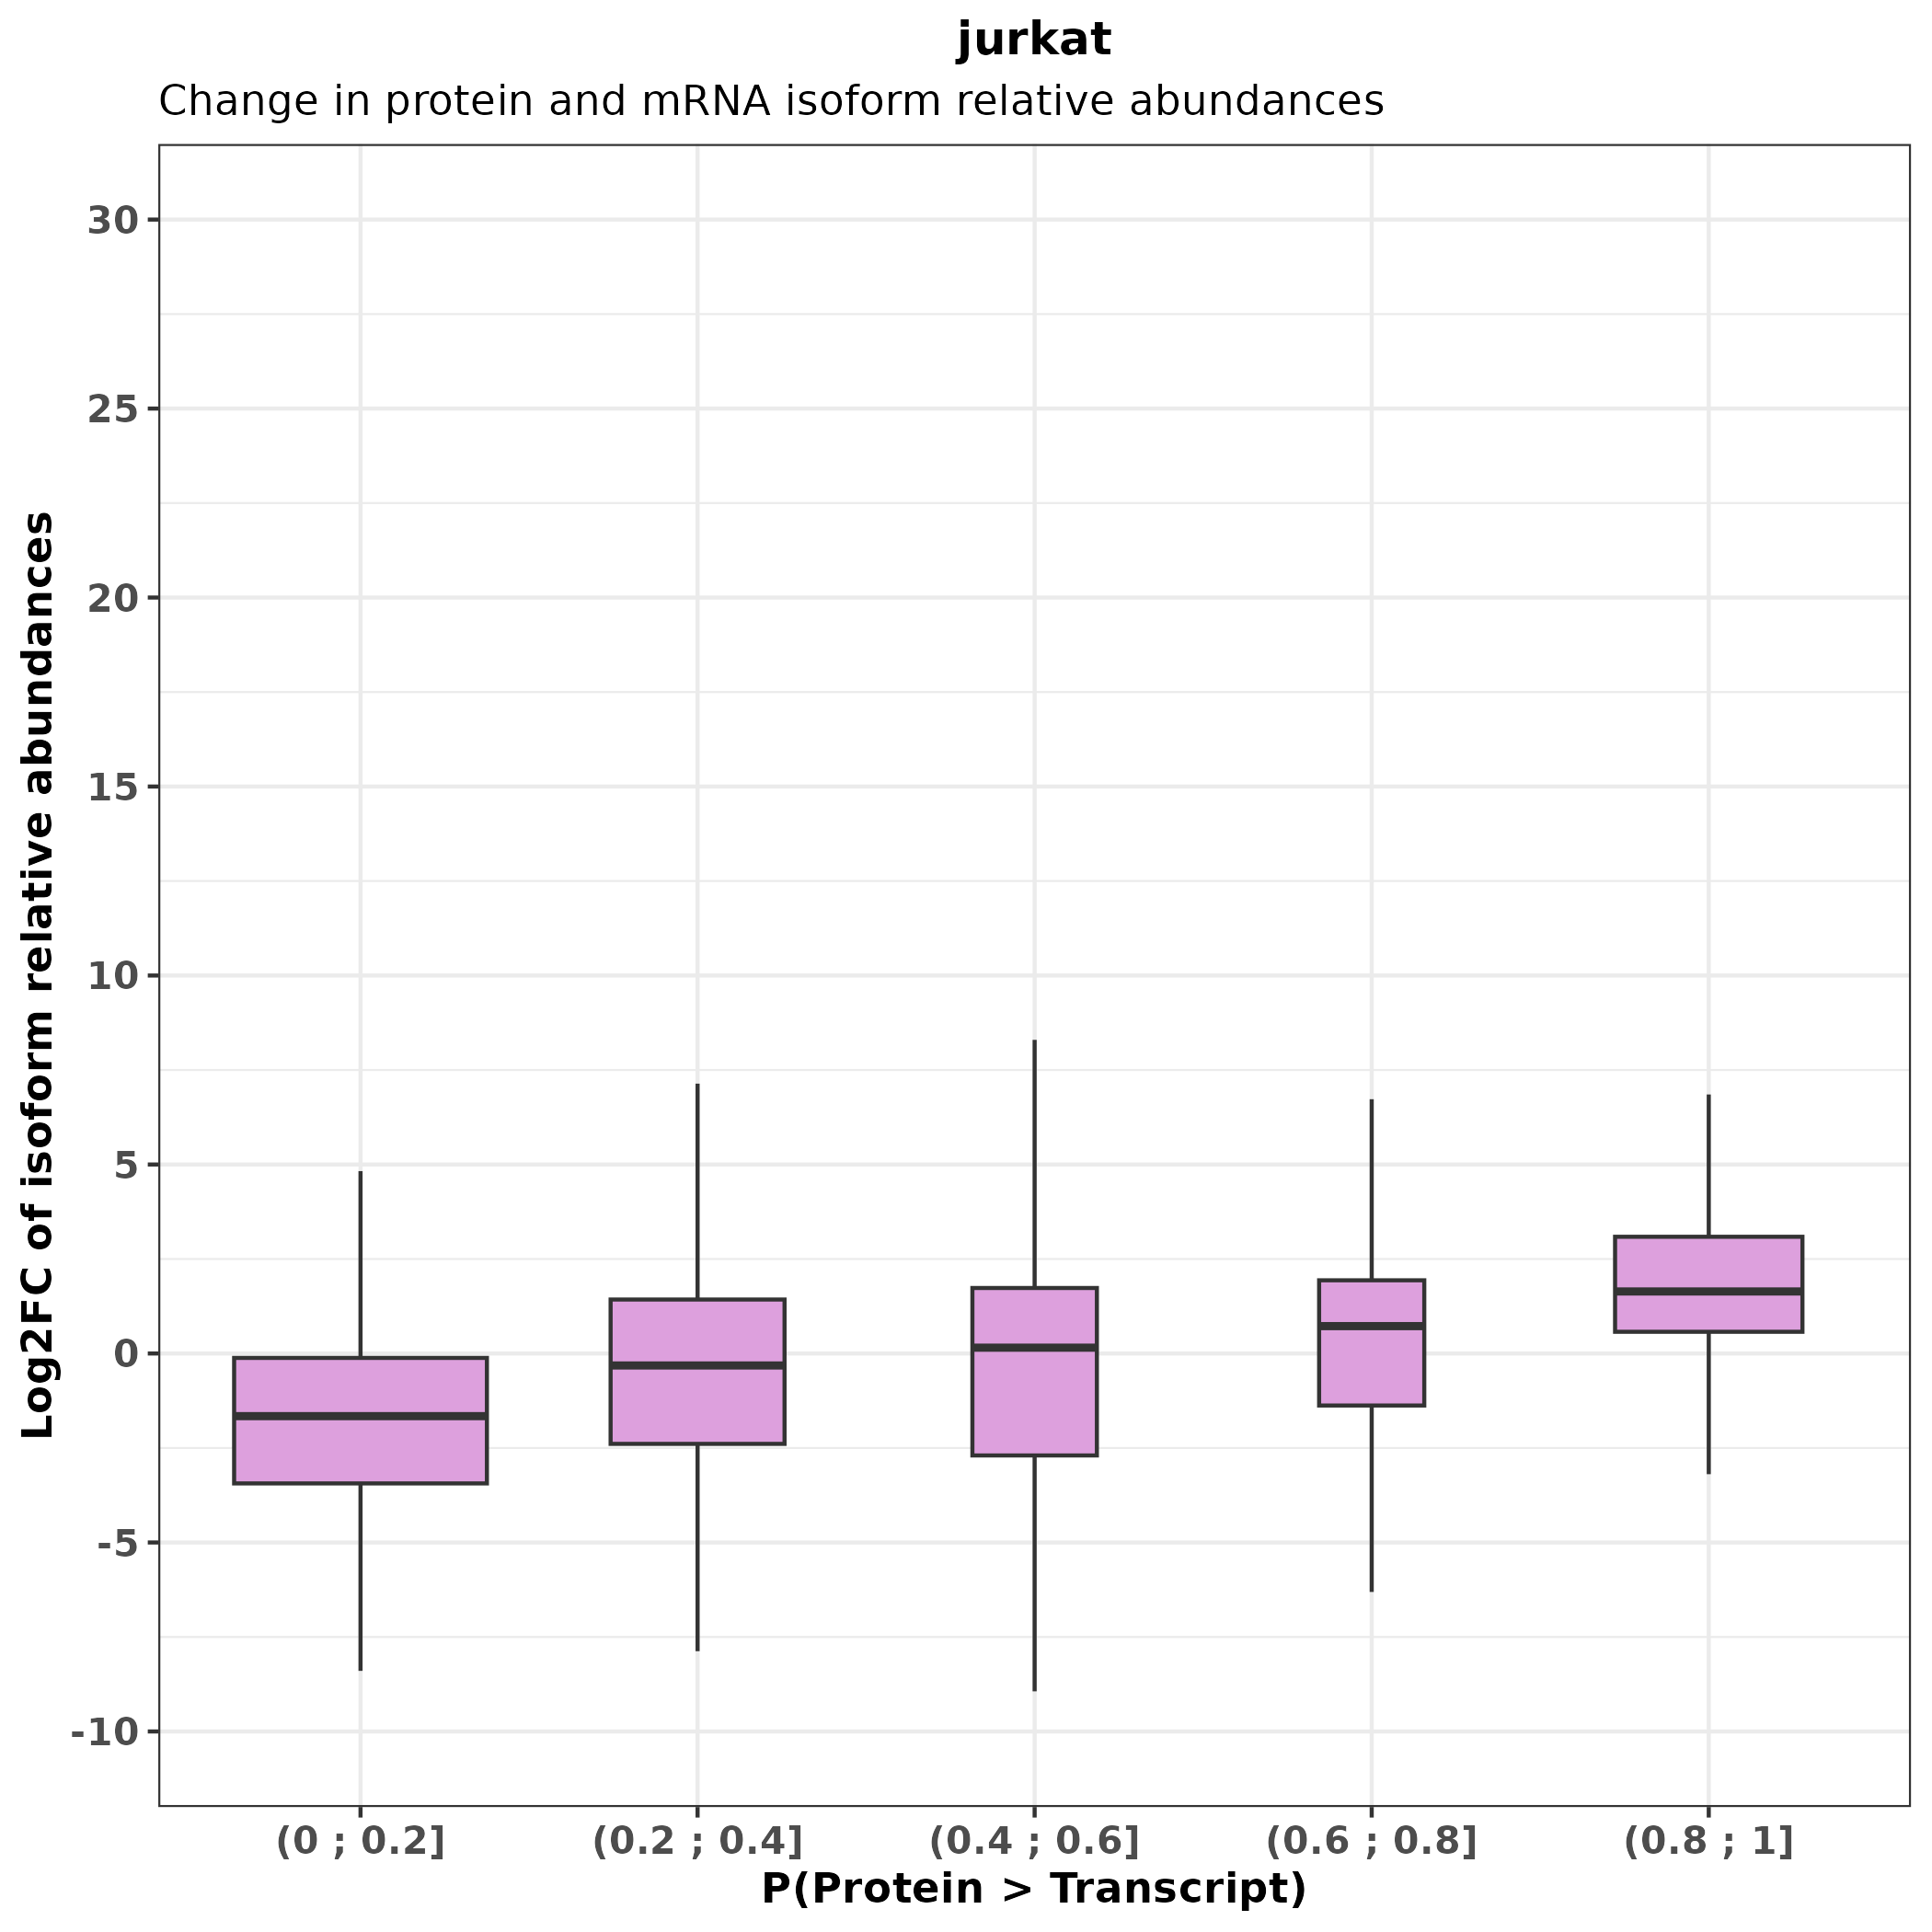 jurkat
Change in protein and mRNA isoform relative abundances
Log2FC of isoform relative abundances
30
25
20
15
10
5
0
-5
-10
(0 ; 0.2]
(0.2 ; 0.4]
(0.4 ; 0.6]
(0.6 ; 0.8]
(0.8 ; 1]
P(Protein > Transcript)